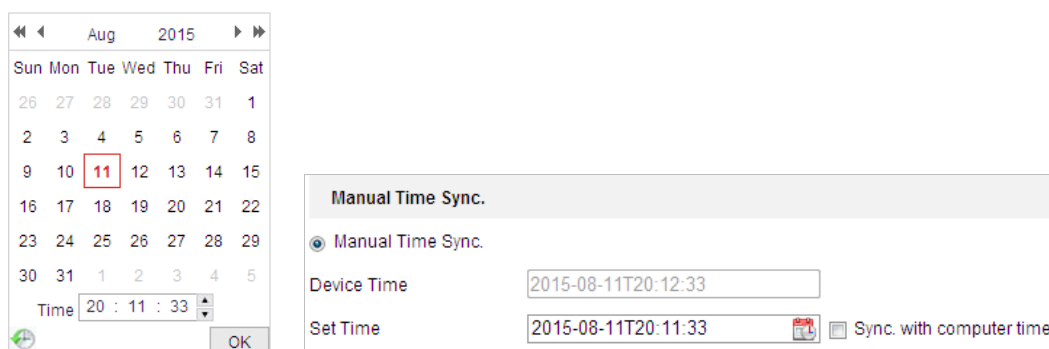 Aug 2015
Sun Mon Tue Wed Thu Fri Sat
26 27 28 29 30 31 1
2 3 4 5 6 7 8
9 10 11 12 13 14 15
16 17 18 19 20 21 22
23 24 25 26 27 28 29
30 31 1 2 3 4 5
Time 20 : 11 : 33
OK
Manual Time Sync.
Manual Time Sync.
Device Time 2015-08-11T20:12:33
Set Time 2015-08-11T20:11:33 Sync. with computer time